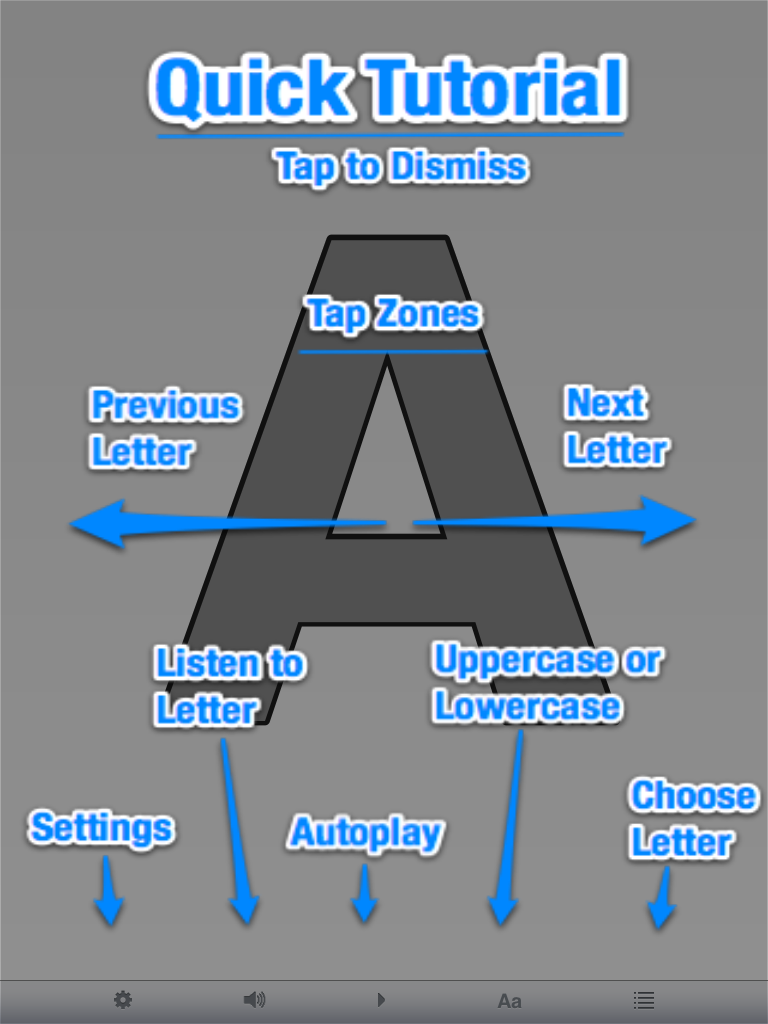 Quick Tutorial
Tap to Dismiss
A
Tap Zones
Previous
Letter
Next
Letter
Listen to
Letter
Uppercase or
Lowercase
Settings
Autoplay
Choose
Letter
Aa